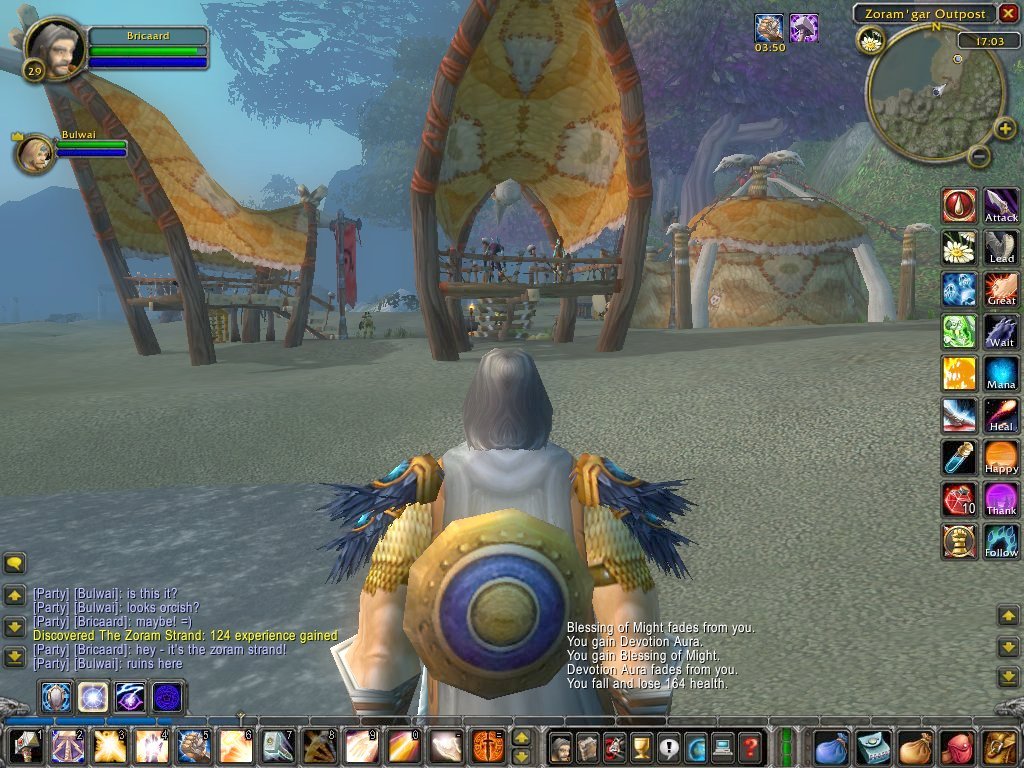 Bricaard
29
Bulwai
03:50
Zoram'gar Outpost
N
17:03
Attack
Lead
Great
Wait
Mana
Heal
Happy
10
Thank
Follow
[Party] [Bulwai]: is this it?
[Party] [Bulwai]: looks orcish?
[Party] [Bricaard]: maybe! =)
Discovered The Zoram Strand: 124 experience gained
[Party] [Bricaard]: hey - it's the zoram strand!
[Party] [Bulwai]: ruins here
Blessing of Might fades from you.
You gain Devotion Aura.
You gain Blessing of Might.
Devotion Aura fades from you.
You fall and lose 164 health.
1 2 3 4 5 6 7 8 9 0 - =